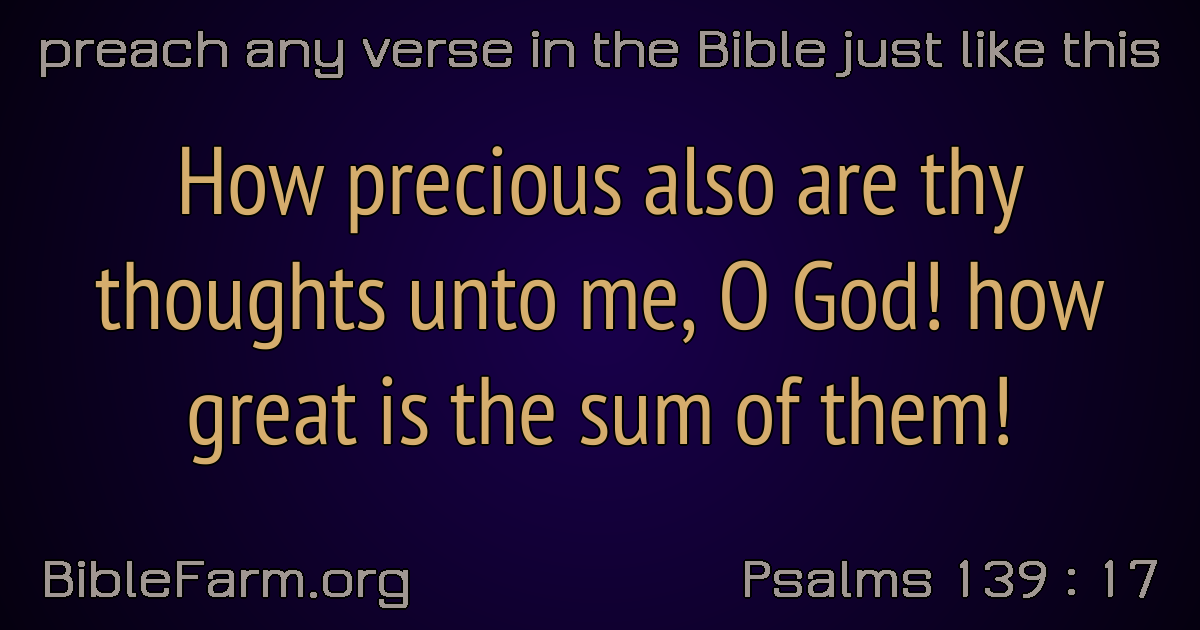 preach any verse in the Bible just like this
How precious also are thy
thoughts unto me, O God! how
great is the sum of them!
BibleFarm.org
Psalms 139 : 17